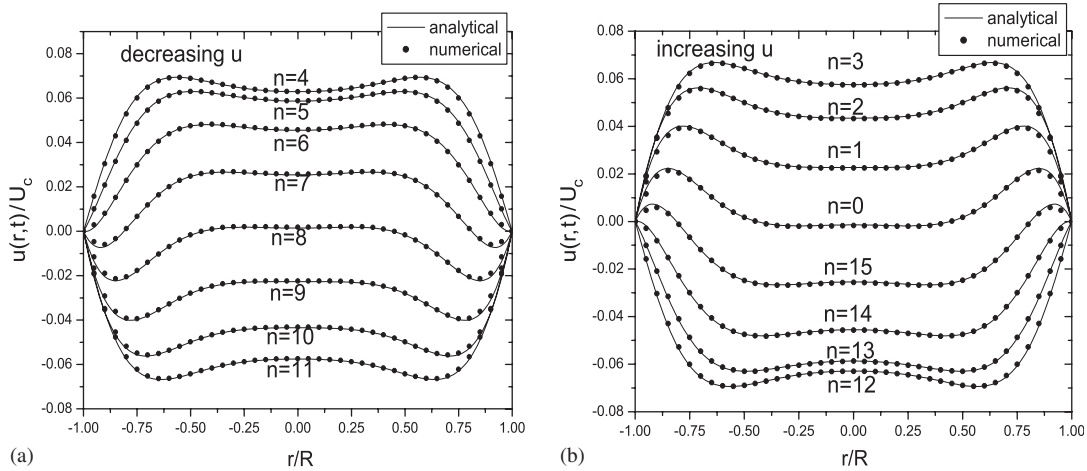 analytical
numerical
decreasing u
0.08
0.06
0.04
0.02
0.00
-0.02
-0.04
-0.06
-0.08
u(r,t)/U_c
n=4
n=5
n=6
n=7
n=8
n=9
n=10
n=11
-1.00 -0.75 -0.50 -0.25 0.00 0.25 0.50 0.75 1.00
(a)
r/R
analytical
numerical
increasing u
0.08
0.06
0.04
0.02
0.00
-0.02
-0.04
-0.06
-0.08
u(r,t)/U_c
n=3
n=2
n=1
n=0
n=15
n=14
n=13
n=12
-1.00 -0.75 -0.50 -0.25 0.00 0.25 0.50 0.75 1.00
(b)
r/R